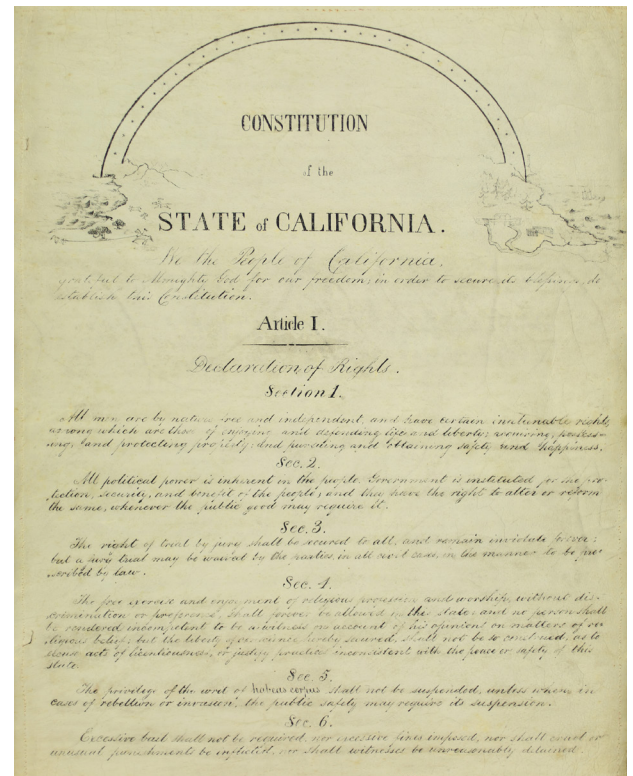 CONSTITUTION
of the
STATE of CALIFORNIA.
We the People of California,
grateful to Almighty God for our freedom, in order to secure its blessings, do
establish this Constitution.
Article I.
Declaration of Rights.
Section 1.
All men are by nature free and independent, and have certain inalienable rights,
among which are those of enjoying and defending life and liberty; acquiring, possess-
ing, and protecting property; and pursuing and obtaining safety and happiness.
Sec. 2.
All political power is inherent in the people. Government is instituted for the pro-
tection, security, and benefit of the people; and they have the right to alter or reform
the same, whenever the public good may require it.
Sec. 3.
The right of trial by jury shall be secured to all, and remain inviolate forever:
but a jury trial may be waived by the parties, in all civil cases, in the manner to be pre-
scribed by law.
Sec. 4.
The free exercise and enjoyment of religious profession and worship, without dis-
crimination or preference, shall forever be allowed in this state: and no person shall
be rendered incompetent to be a witness on account of his opinions on matters of re-
ligious belief; but the liberty of conscience, hereby secured, shall not be so construed, as to
excuse acts of licentiousness, or justify practices inconsistent with the peace or safety of this
state.
Sec. 5.
The privilege of the writ of habeas corpus shall not be suspended, unless when, in
cases of rebellion or invasion, the public safety may require its suspension.
Sec. 6.
Excessive bail shall not be required, nor excessive fines imposed, nor shall cruel or
unusual punishments be inflicted, nor shall witnesses be unreasonably detained.